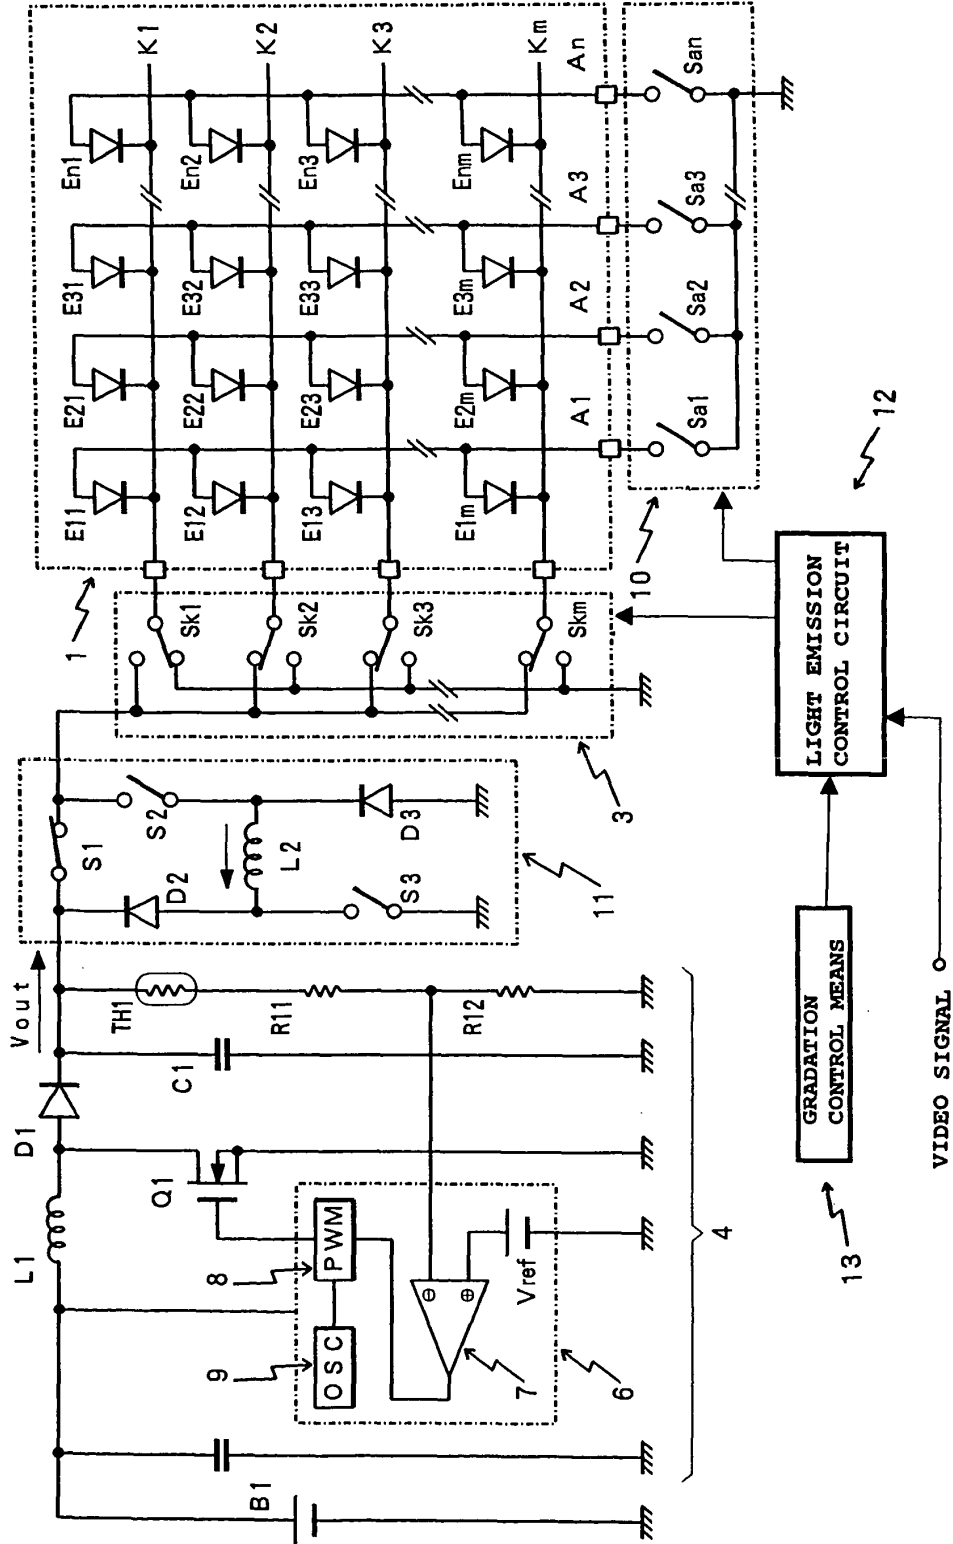 B1
L1
D1
Vout
Q1
C1
TH1
R11
R12
8
PWM
9
OSC
⊖
⊕
Vref
7
6
4
D2
S1
S2
L2
S3
D3
11
3
1
Sk1
Sk2
Sk3
Skm
E11
E21
E31
En1
K1
E12
E22
E32
En2
K2
E13
E23
E33
En3
K3
E1m
E2m
E3m
Enm
Km
A1
A2
A3
An
10
Sa1
Sa2
Sa3
San
13
GRADATION
CONTROL MEANS
LIGHT EMISSION
CONTROL CIRCUIT
12
VIDEO SIGNAL